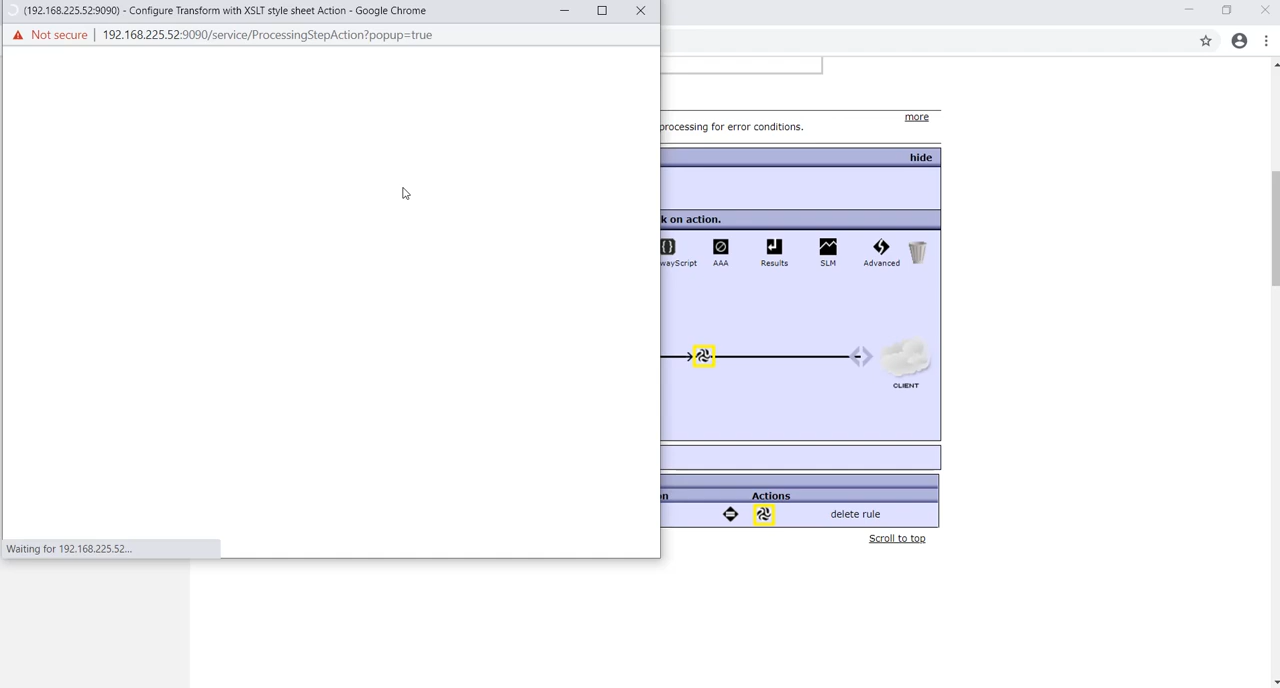 (192.168.225.52:9090) - Configure Transform with XSLT style sheet Action - Google Chrome
Not secure | 192.168.225.52:9090/service/ProcessingStepAction?popup=true
more
processing for error conditions.
hide
k on action.
wayScript AAA Results SLM Advanced
CLIENT
on Actions
delete rule
Scroll to top
Waiting for 192.168.225.52...